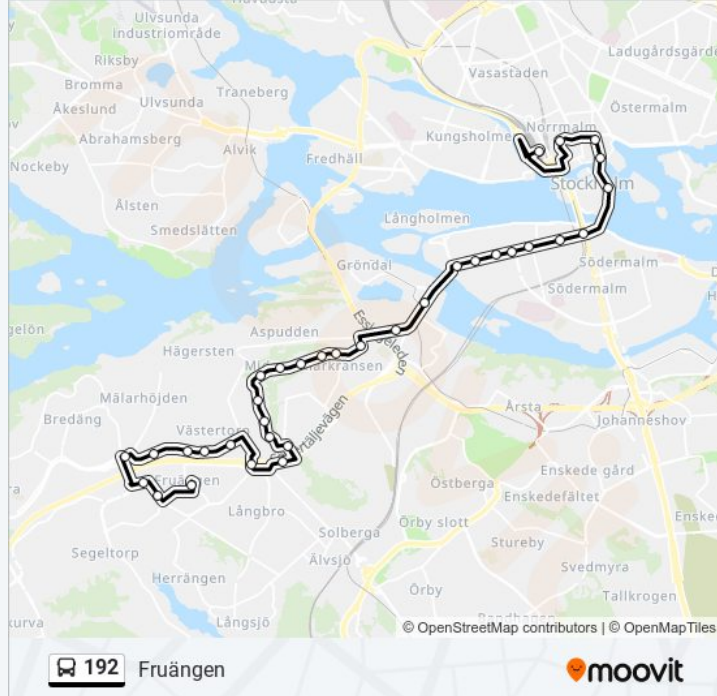 Ulvsunda
industriområde
Ladugårdsgärde
Riksby
Vasastaden
Bromma
Traneberg
Ulvsunda
Åkeslund
Östermalm
Abrahamsberg
Kungsholmen
Norrmalm
Alvik
Fredhäll
Nockeby
Stockholm
Ålsten
Långholmen
Smedslätten
Gröndal
Södermalm
Södermalm
Essingeleden
Aspudden
Hägersten
Mälarhöjden
Årsta
Johanneshov
Bredäng
Västertorp
Fruängen
Enskede gård
Östberga
Enskedefältet
Långbro
Örby slott
Solberga
Stureby
Segeltorp
Älvsjö
Svedmyra
Herrängen
Örby
Tallkrogen
Långsjö
© OpenStreetMap contributors | © OpenMapTiles
192 Fruängen
moovit